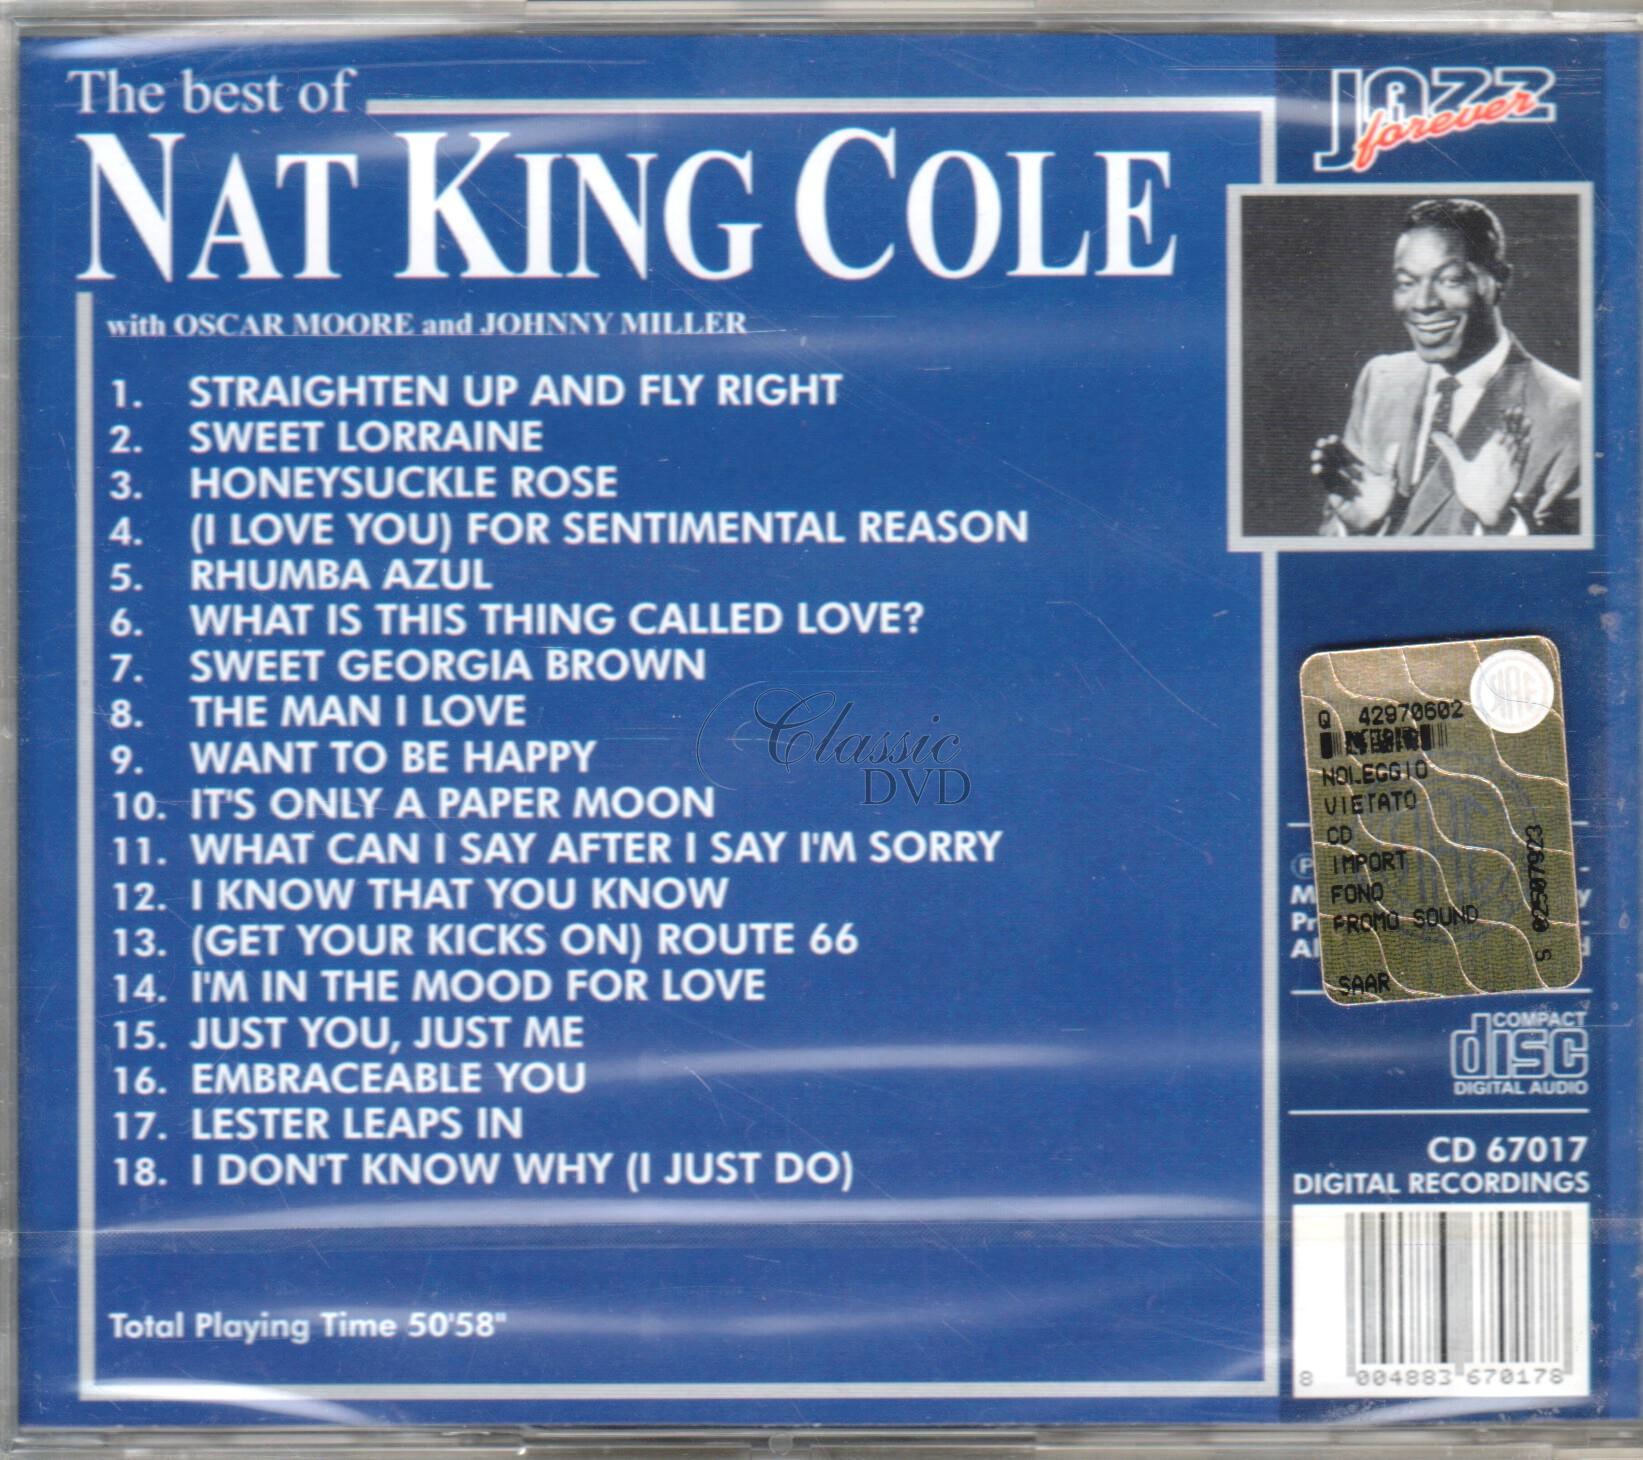 The best of
NAT KING COLE
with OSCAR MOORE and JOHNNY MILLER
1. STRAIGHTEN UP AND FLY RIGHT
2. SWEET LORRAINE
3. HONEYSUCKLE ROSE
4. (I LOVE YOU) FOR SENTIMENTAL REASON
5. RHUMBA AZUL
6. WHAT IS THIS THING CALLED LOVE?
7. SWEET GEORGIA BROWN
8. THE MAN I LOVE
9. WANT TO BE HAPPY
10. IT'S ONLY A PAPER MOON
11. WHAT CAN I SAY AFTER I SAY I'M SORRY
12. I KNOW THAT YOU KNOW
13. (GET YOUR KICKS ON) ROUTE 66
14. I'M IN THE MOOD FOR LOVE
15. JUST YOU, JUST ME
16. EMBRACEABLE YOU
17. LESTER LEAPS IN
18. I DON'T KNOW WHY (I JUST DO)
Total Playing Time 50'58"
Classic
DVD
JAZZ
forever
Q 42970602
NOLEGGIO
VIETATO
CD
IMPORT
FONO
PROMO SOUND
SAAR
S 02507923
COMPACT
disc
DIGITAL AUDIO
CD 67017
DIGITAL RECORDINGS
8 004883 670178